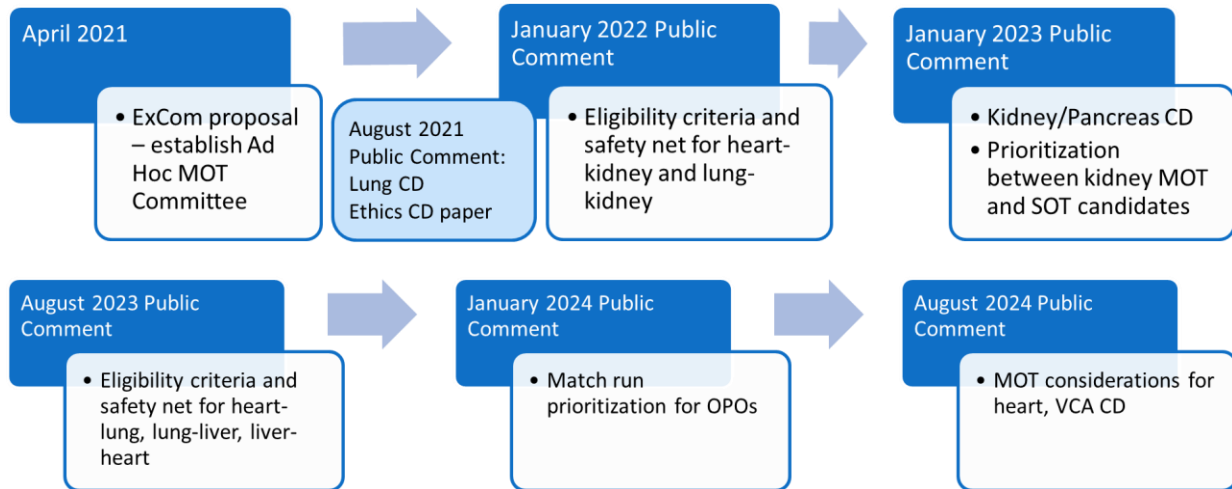 April 2021
• ExCom proposal
– establish Ad
Hoc MOT
Committee
August 2021
Public Comment:
Lung CD
Ethics CD paper
January 2022 Public
Comment
• Eligibility criteria and
safety net for heart-
kidney and lung-
kidney
January 2023 Public
Comment
• Kidney/Pancreas CD
• Prioritization
between kidney MOT
and SOT candidates
August 2023 Public
Comment
• Eligibility criteria and
safety net for heart-
lung, lung-liver, liver-
heart
January 2024 Public
Comment
• Match run
prioritization for OPOs
August 2024 Public
Comment
• MOT considerations for
heart, VCA CD